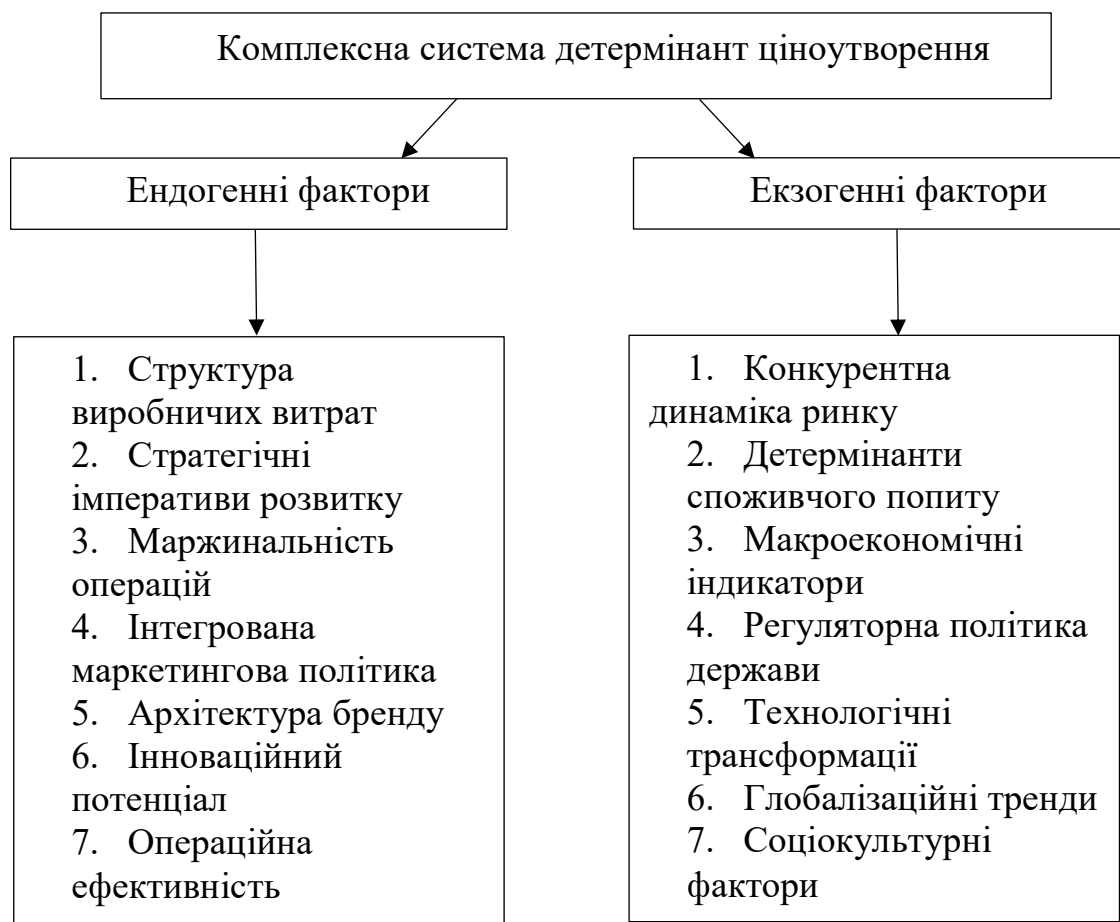 Комплексна система детермінант ціноутворення
Ендогенні фактори
Екзогенні фактори
1. Структура
виробничих витрат
2. Стратегічні
імперативи розвитку
3. Маржинальність
операцій
4. Інтегрована
маркетингова політика
5. Архітектура бренду
6. Інноваційний
потенціал
7. Операційна
ефективність
1. Конкурентна
динаміка ринку
2. Детермінанти
споживчого попиту
3. Макроекономічні
індикатори
4. Регуляторна політика
держави
5. Технологічні
трансформації
6. Глобалізаційні тренди
7. Соціокультурні
фактори